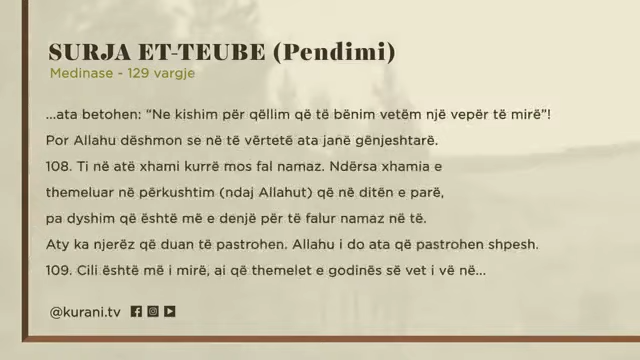 SURJA ET-TEUBE (Pendimi)
Medinase - 129 vargje
...ata betohen: “Ne kishim për qëllim që të bënim vetëm një vepër të mirë”!
Por Allahu dëshmon se në të vërtetë ata janë gënjeshtarë.
108. Ti në atë xhami kurrë mos fal namaz. Ndërsa xhamia e
themeluar në përkushtim (ndaj Allahut) që në ditën e parë,
pa dyshim që është më e denjë për të falur namaz në të.
Aty ka njerëz që duan të pastrohen. Allahu i do ata që pastrohen shpesh.
109. Cili është më i mirë, ai që themelet e godinës së vet i vë në...
@kurani.tv